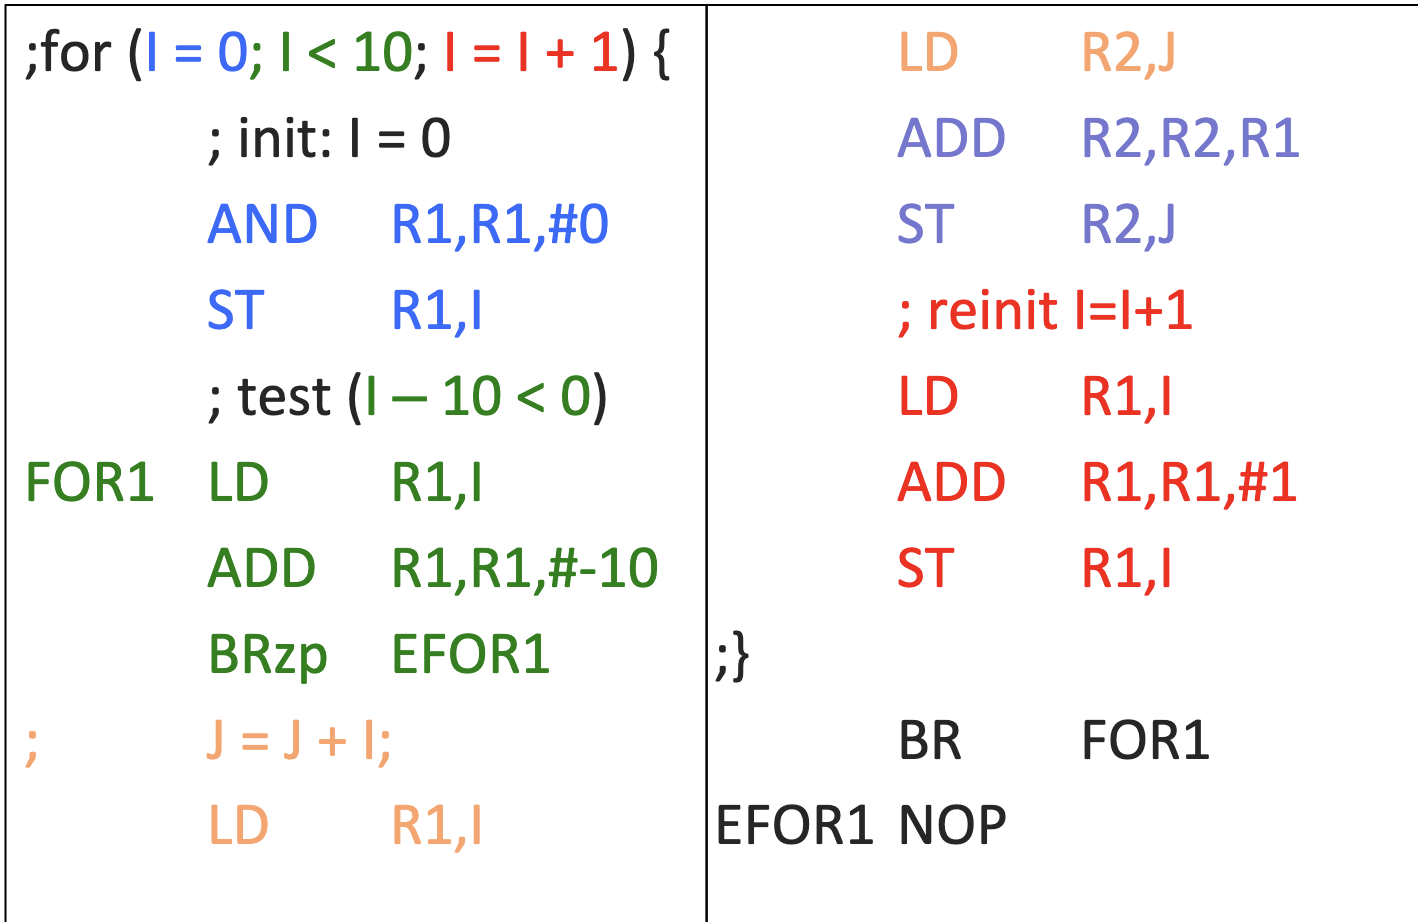 ;for (I = 0; I < 10; I = I + 1) {
; init: I = 0
AND R1,R1,#0
ST R1,I
; test (I – 10 < 0)
FOR1 LD R1,I
ADD R1,R1,#-10
BRzp EFOR1
; J = J + I;
LD R1,I
LD R2,J
ADD R2,R2,R1
ST R2,J
; reinit I=I+1
LD R1,I
ADD R1,R1,#1
ST R1,I
;}
BR FOR1
EFOR1 NOP